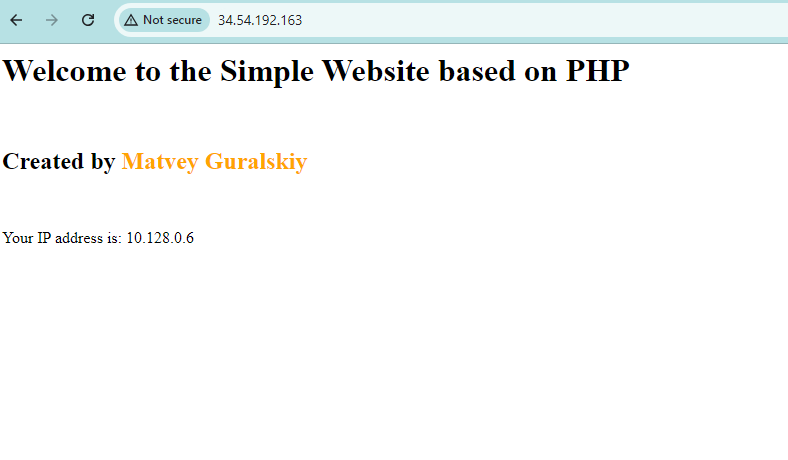 Not secure 34.54.192.163
Welcome to the Simple Website based on PHP
Created by Matvey Guralskiy
Your IP address is: 10.128.0.6